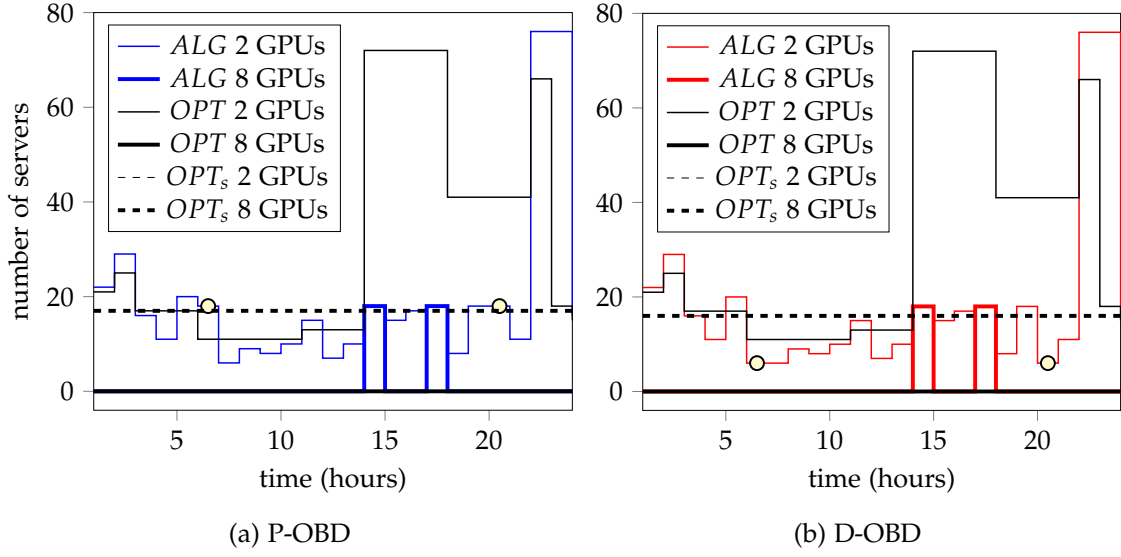 80
60
40
20
0
number of servers
ALG 2 GPUs
ALG 8 GPUs
OPT 2 GPUs
OPT 8 GPUs
OPTs 2 GPUs
OPTs 8 GPUs
5
10
15
20
time (hours)
(a) P-OBD
80
60
40
20
0
ALG 2 GPUs
ALG 8 GPUs
OPT 2 GPUs
OPT 8 GPUs
OPTs 2 GPUs
OPTs 8 GPUs
5
10
15
20
time (hours)
(b) D-OBD